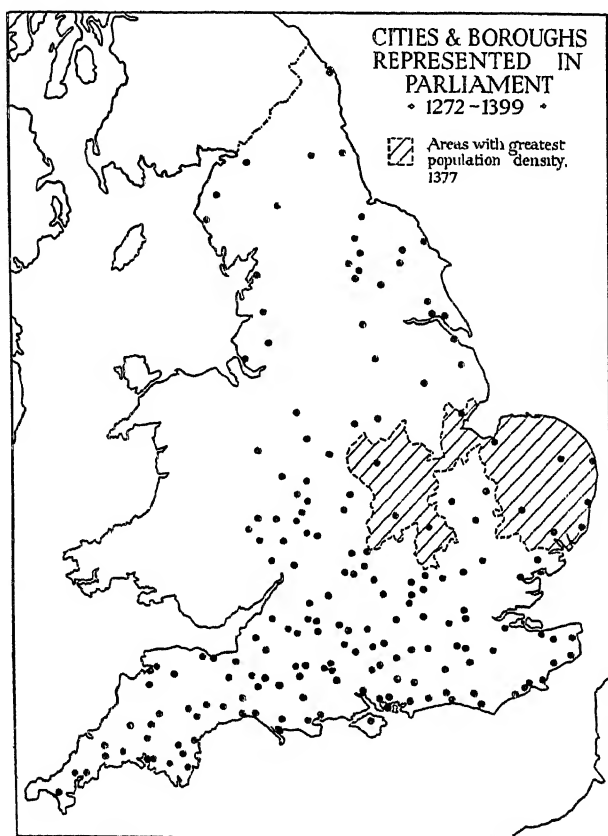 CITIES & BOROUGHS
REPRESENTED IN
PARLIAMENT
1272-1399
Areas with greatest
population density,
1377